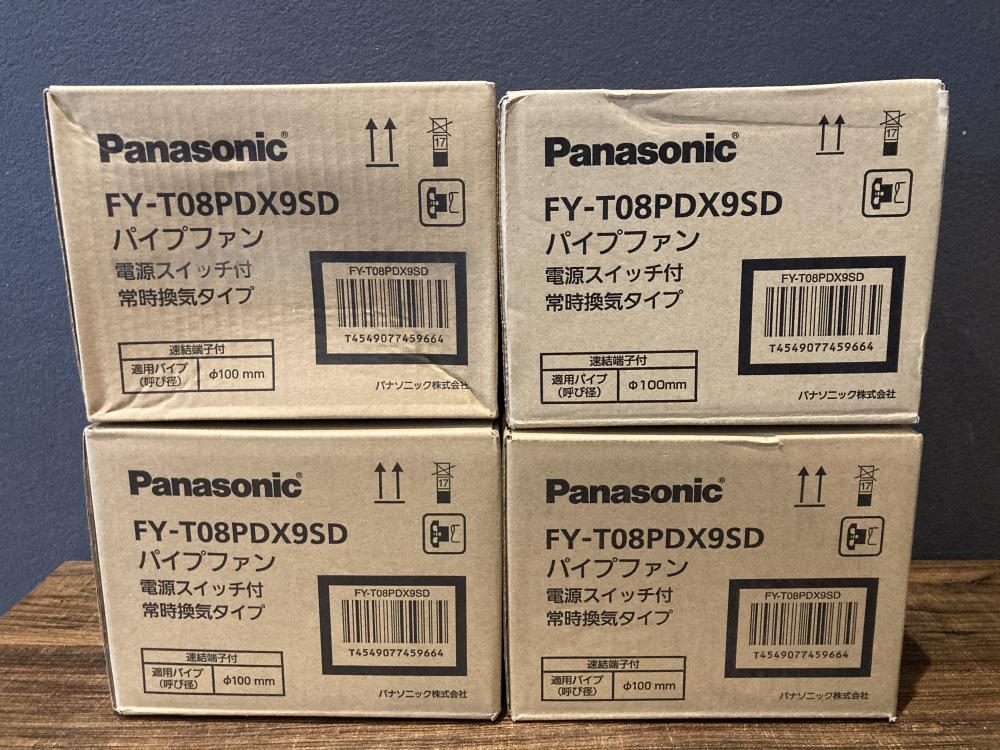 Panasonic®
17
FY-T08PDX9SD
パイプファン
電源スイッチ付
常時換気タイプ
FY-T08PDX9SD
T4549077459664
速結端子付
適用パイプ
(呼び径)
φ100 mm
パナソニック株式会社
Panasonic®
17
FY-T08PDX9SD
パイプファン
電源スイッチ付
常時換気タイプ
FY-T08PDX9SD
T4549077459664
速結端子付
適用パイプ
(呼び径)
φ100mm
パナソニック株式会社
Panasonic®
17
FY-T08PDX9SD
パイプファン
電源スイッチ付
常時換気タイプ
FY-T08PDX9SD
T4549077459664
速結端子付
適用パイプ
(呼び径)
φ100 mm
パナソニック株式会社
Panasonic®
17
FY-T08PDX9SD
パイプファン
電源スイッチ付
常時換気タイプ
FY-T08PDX9SD
T4549077459664
速結端子付
適用パイプ
(呼び径)
φ100 mm
パナソニック株式会社